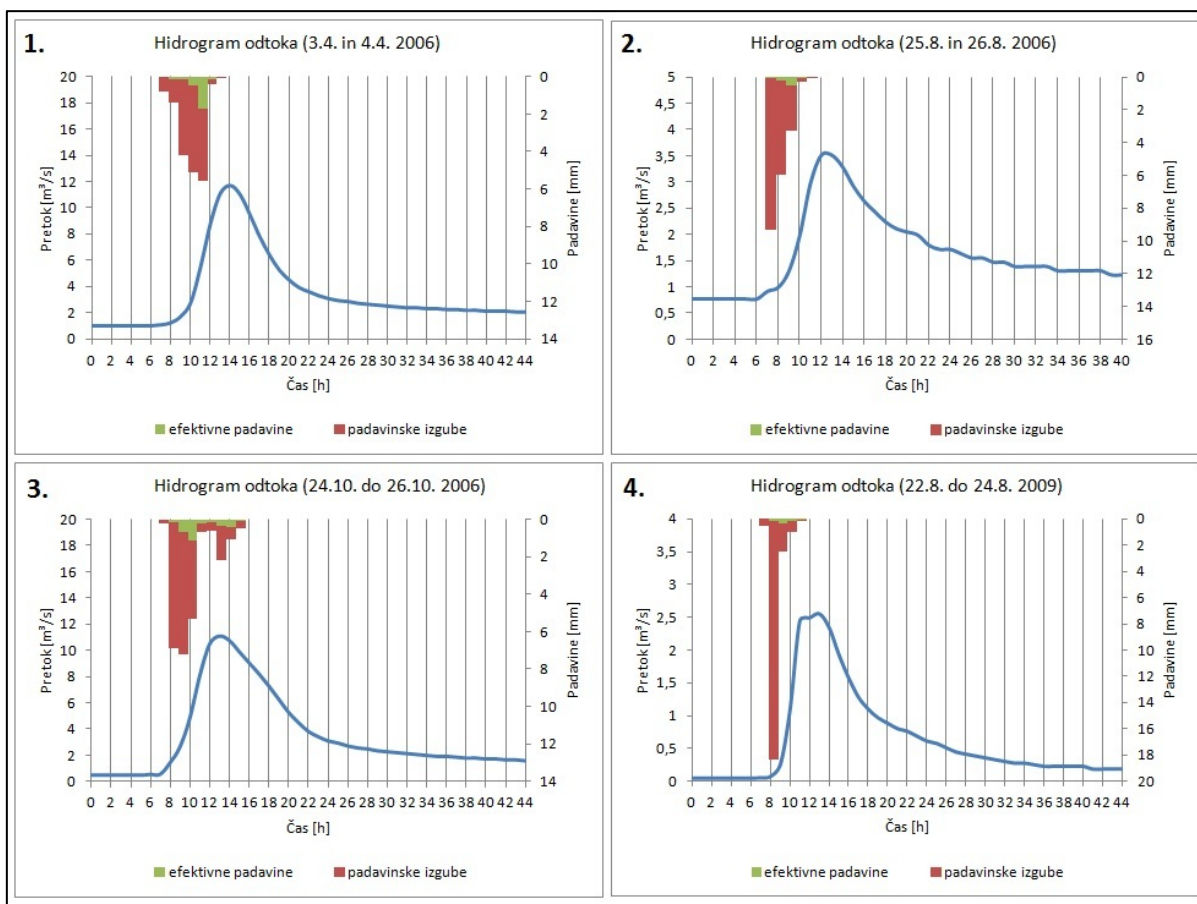 1.
Hidrogram odtoka (3.4. in 4.4. 2006)
20 18 16 14 12 10 8 6 4 2 0
Pretok [m³/s]
0 2 4 6 8 10 12 14
Padavine [mm]
0 2 4 6 8 10 12 14 16 18 20 22 24 26 28 30 32 34 36 38 40 42 44
Čas [h]
efektivne padavine padavinske izgube
2.
Hidrogram odtoka (25.8. in 26.8. 2006)
5 4,5 4 3,5 3 2,5 2 1,5 1 0,5 0
Pretok [m³/s]
0 2 4 6 8 10 12 14 16
Padavine [mm]
0 2 4 6 8 10 12 14 16 18 20 22 24 26 28 30 32 34 36 38 40
Čas [h]
efektivne padavine padavinske izgube
3.
Hidrogram odtoka (24.10. do 26.10. 2006)
20 18 16 14 12 10 8 6 4 2 0
Pretok [m³/s]
0 2 4 6 8 10 12 14
Padavine [mm]
0 2 4 6 8 10 12 14 16 18 20 22 24 26 28 30 32 34 36 38 40 42 44
Čas [h]
efektivne padavine padavinske izgube
4.
Hidrogram odtoka (22.8. do 24.8. 2009)
4 3,5 3 2,5 2 1,5 1 0,5 0
Pretok [m³/s]
0 2 4 6 8 10 12 14 16 18 20
Padavine [mm]
0 2 4 6 8 10 12 14 16 18 20 22 24 26 28 30 32 34 36 38 40 42 44
Čas [h]
efektivne padavine padavinske izgube